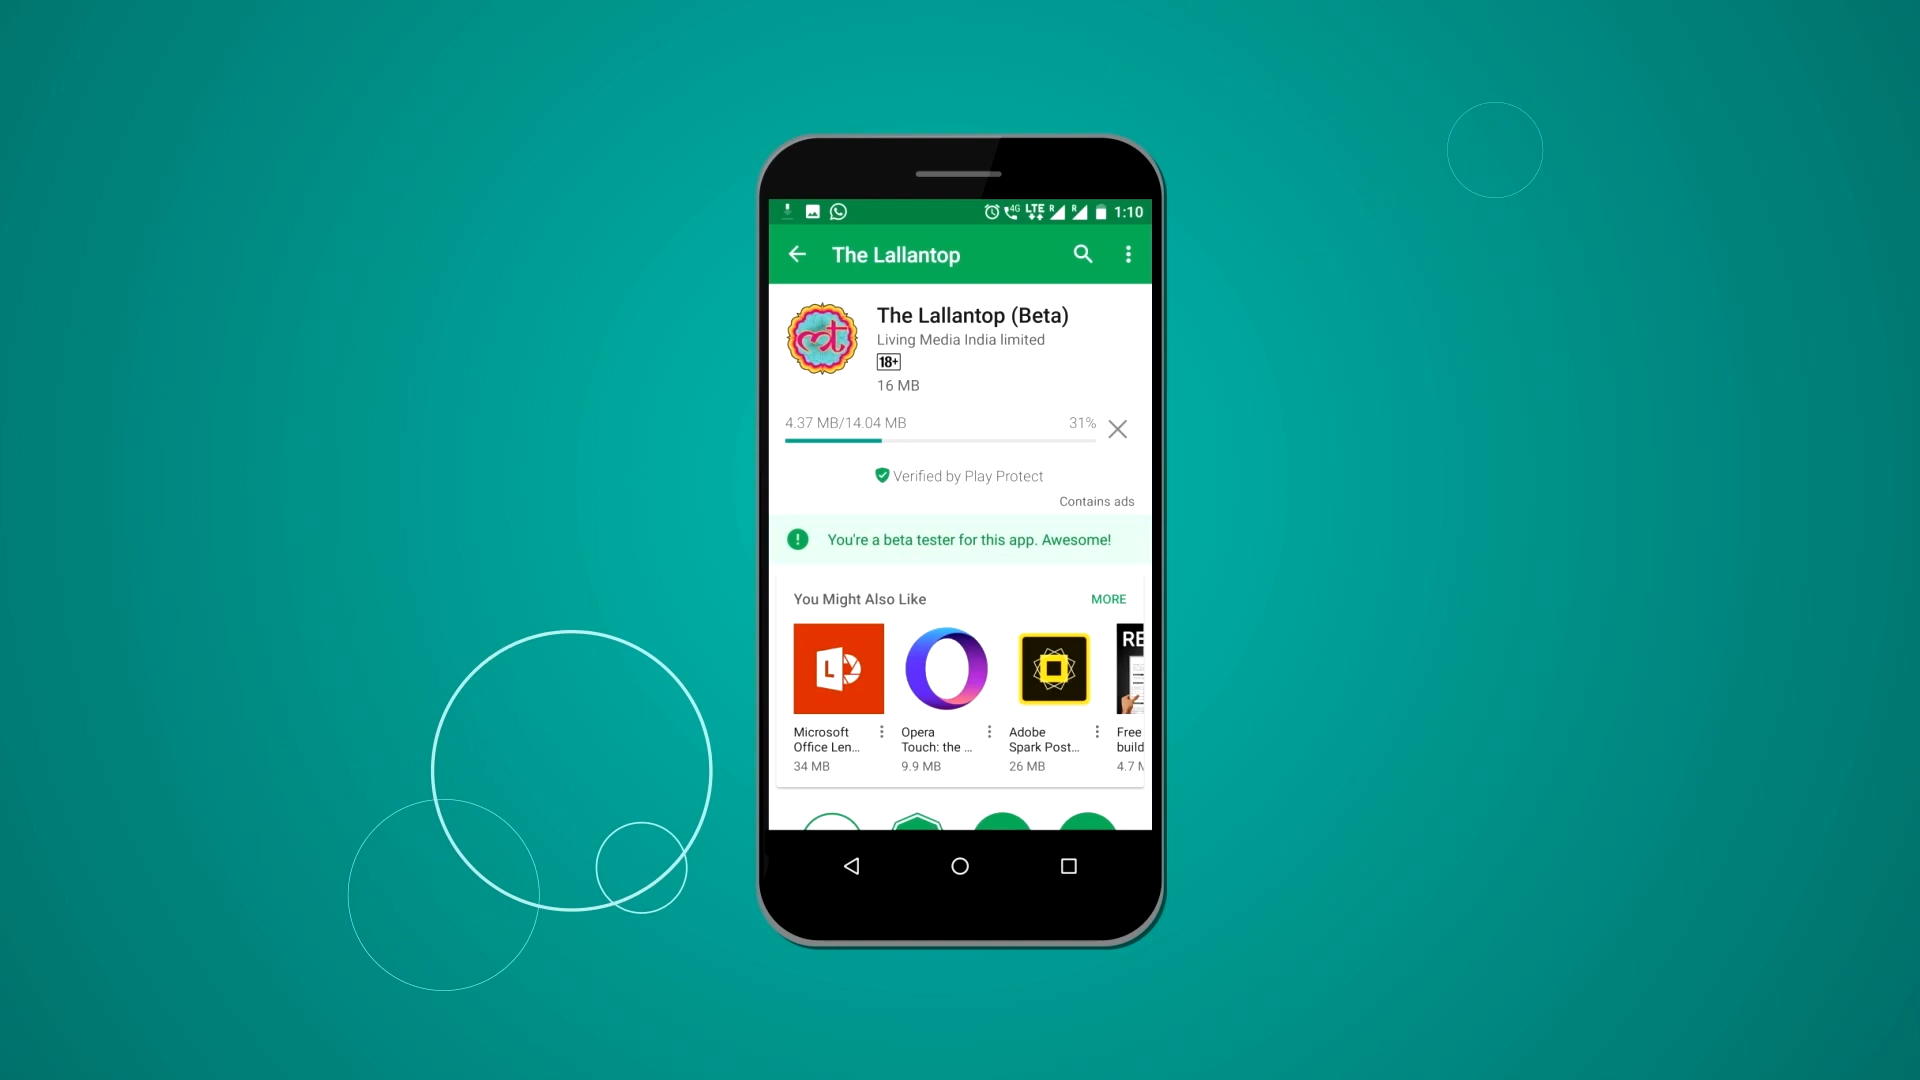 4G LTE R R 1:10
The Lallantop
The Lallantop (Beta)
Living Media India limited
18+
16 MB
4.37 MB/14.04 MB 31%
Verified by Play Protect
Contains ads
You're a beta tester for this app. Awesome!
You Might Also Like MORE
L
RE
Microsoft
Office Len...
34 MB
Opera
Touch: the ...
9.9 MB
Adobe
Spark Post...
26 MB
Free
build
4.7